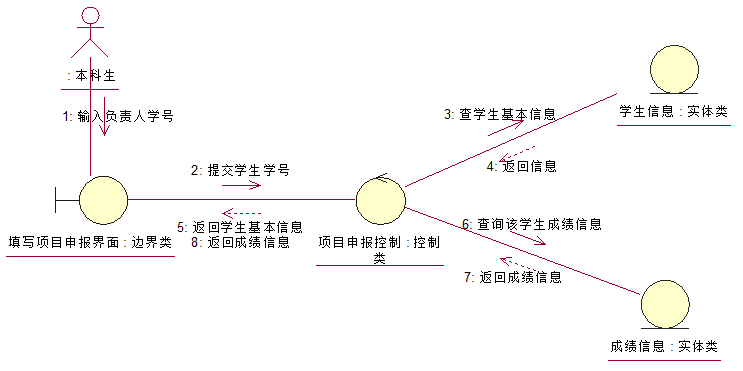 : 本科生
1: 输入负责人学号
3: 查学生基本信息
学生信息 : 实体类
4: 返回信息
2: 提交学生学号
5: 返回学生基本信息
8: 返回成绩信息
6: 查询该学生成绩信息
填写项目申报界面 : 边界类
项目申报控制 : 控制
类
7: 返回成绩信息
成绩信息 : 实体类